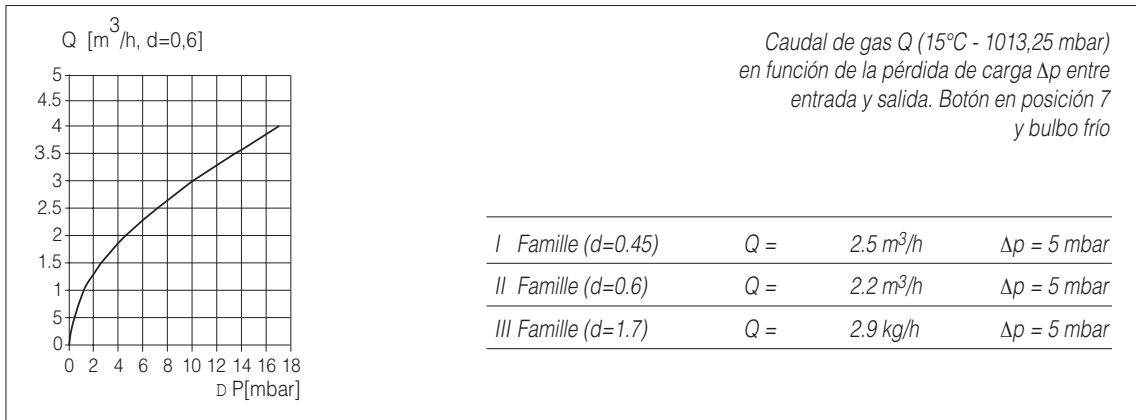 Q [m³/h, d=0,6]
5
4.5
4
3.5
3
2.5
2
1.5
1
5
0
0 2 4 6 8 10 12 14 16 18
D P[mbar]
Caudal de gas Q (15°C - 1013,25 mbar)
en función de la pérdida de carga Δp entre
entrada y salida. Botón en posición 7
y bulbo frío
I Famille (d=0.45) Q = 2.5 m³/h Δp = 5 mbar
II Famille (d=0.6) Q = 2.2 m³/h Δp = 5 mbar
III Famille (d=1.7) Q = 2.9 kg/h Δp = 5 mbar